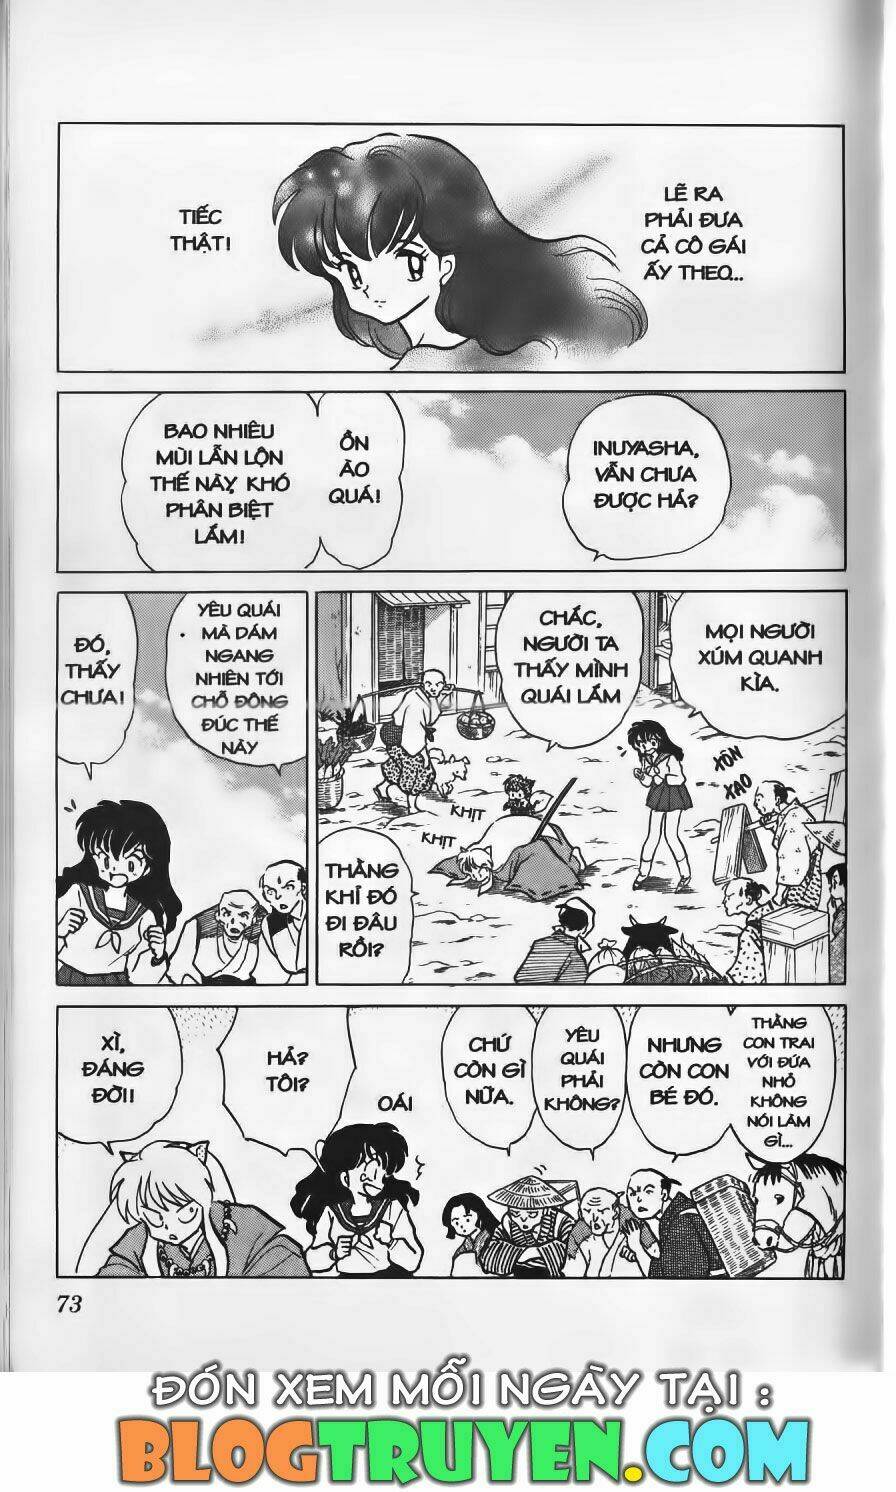 LẼ RA
PHẢI ĐƯA
CẢ CÔ GÁI
ẤY THEO...
TIẾC
THẬT!
INUYASHA,
VẪN CHƯA
ĐƯỢC HẢ?
ỒN
ÀO
QUÁ!
BAO NHIÊU
MÙI LẪN LỘN
THẾ NÀY, KHÓ
PHÂN BIỆT
LẮM!
MỌI NGƯỜI
XÚM QUANH
KÌA.
CHẮC,
NGƯỜI TA
THẤY MÌNH
QUÁI LẮM
XÔN
XAO
KHỊT
KHỊT
THẰNG
KHỈ ĐÓ
ĐI ĐÂU
RỒI?
YÊU QUÁI
MÀ DÁM
NGANG
NHIÊN TỚI
CHỖ ĐÔNG
ĐÚC THẾ
NÀY
ĐÓ,
THẤY
CHƯA!
THẰNG
CON TRAI
VỚI ĐỨA
NHỎ
KHÔNG
NÓI LÀM
GÌ...
NHƯNG
CÒN CON
BÉ ĐÓ.
YÊU
QUÁI
PHẢI
KHÔNG?
CHỨ
CÒN GÌ
NỮA.
OÁI
HẢ?
TÔI?
XÌ,
ĐÁNG
ĐỜI!
73
ĐÓN XEM MỖI NGÀY TẠI :
BLOGTRUYEN.COM